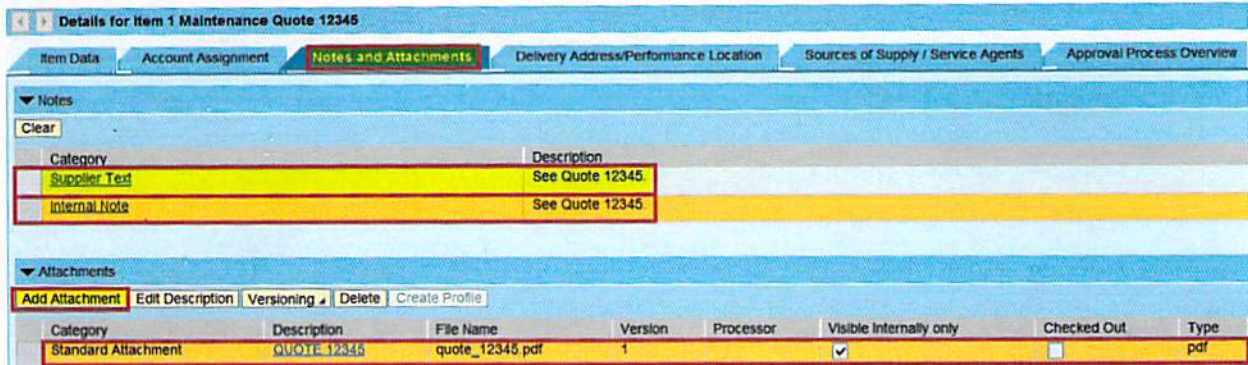 Details for Item 1 Maintenance Quote 12345
Item Data Account Assignment Notes and Attachments Delivery Address/Performance Location Sources of Supply / Service Agents Approval Process Overview
Notes
Clear
Category Description
Supplier Text See Quote 12345.
Internal Note See Quote 12345.
Attachments
Add Attachment Edit Description Versioning Delete Create Profile
Category Description File Name Version Processor Visible Internally only Checked Out Type
Standard Attachment QUOTE 12345 quote_12345.pdf 1 pdf